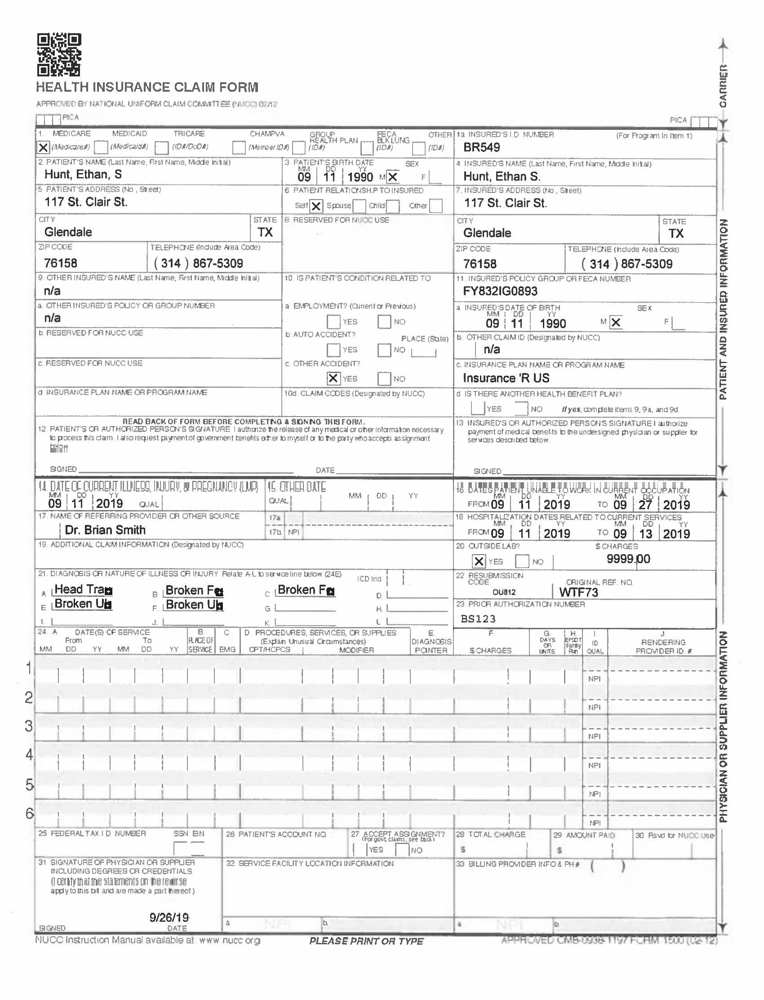 HEALTH INSURANCE CLAIM FORM
APPROVED BY NATIONAL UNIFORM CLAIM COMMITTEE (NUCC) 02/12
PICA
PICA
CARRIER
1. MEDICARE MEDICAID TRICARE CHAMPVA GROUP HEALTH PLAN FECA BLK LUNG OTHER
X (Medicare#) (Medicaid#) (ID#/DoD#) (Member ID#) (ID#) (ID#) (ID#)
1a. INSURED'S I.D. NUMBER (For Program in Item 1)
BR549
2. PATIENT'S NAME (Last Name, First Name, Middle Initial)
Hunt, Ethan, S
3 PATIENT'S BIRTH DATE SEX
MM DD YY
09 11 1990 M X F
4. INSURED'S NAME (Last Name, First Name, Middle Initial)
Hunt, Ethan S.
5 PATIENT'S ADDRESS (No., Street)
117 St. Clair St.
6 PATIENT RELATIONSHIP TO INSURED
Self X Spouse Child Other
7. INSURED'S ADDRESS (No., Street)
117 St. Clair St.
CITY STATE
Glendale TX
8 RESERVED FOR NUCC USE
CITY STATE
Glendale TX
ZIP CODE TELEPHONE (Include Area Code)
76158 ( 314 ) 867-5309
ZIP CODE TELEPHONE (Include Area Code)
76158 ( 314 ) 867-5309
9. OTHER INSURED'S NAME (Last Name, First Name, Middle Initial)
n/a
10. IS PATIENT'S CONDITION RELATED TO
11. INSURED'S POLICY GROUP OR FECA NUMBER
FY832IG0893
a. OTHER INSURED'S POLICY OR GROUP NUMBER
n/a
a. EMPLOYMENT? (Current or Previous)
YES NO
a INSURED'S DATE OF BIRTH SEX
MM DD YY
09 11 1990 M X F
b. RESERVED FOR NUCC USE
b. AUTO ACCIDENT? PLACE (State)
YES NO
b. OTHER CLAIM ID (Designated by NUCC)
n/a
c. RESERVED FOR NUCC USE
c. OTHER ACCIDENT?
X YES NO
c. INSURANCE PLAN NAME OR PROGRAM NAME
Insurance 'R US
d INSURANCE PLAN NAME OR PROGRAM NAME
10d. CLAIM CODES (Designated by NUCC)
d IS THERE ANOTHER HEALTH BENEFIT PLAN?
YES NO If yes, complete items 9, 9a, and 9d.
PATIENT AND INSURED INFORMATION
READ BACK OF FORM BEFORE COMPLETING & SIGNING THIS FORM.
12. PATIENT'S OR AUTHORIZED PERSON'S SIGNATURE I authorize the release of any medical or other information necessary
to process this claim. I also request payment of government benefits either to myself or to the party who accepts assignment
below
SIGNED DATE
13 INSURED'S OR AUTHORIZED PERSON'S SIGNATURE I authorize
payment of medical benefits to the undersigned physician or supplier for
services described below.
SIGNED
14. DATE OF CURRENT ILLNESS, INJURY, PREGNANCY (LMP)
MM DD YY
09 11 2019 QUAL
15. OTHER DATE
QUAL MM DD YY
16. DATES PATIENT UNABLE TO WORK IN CURRENT OCCUPATION
MM DD YY MM DD YY
FROM 09 11 2019 TO 09 27 2019
17. NAME OF REFERRING PROVIDER OR OTHER SOURCE
Dr. Brian Smith
17a
17b NPI
18 HOSPITALIZATION DATES RELATED TO CURRENT SERVICES
MM DD YY MM DD YY
FROM 09 11 2019 TO 09 13 2019
19. ADDITIONAL CLAIM INFORMATION (Designated by NUCC)
20 OUTSIDE LAB? $ CHARGES
X YES NO 9999.00
21. DIAGNOSIS OR NATURE OF ILLNESS OR INJURY Relate A-L to service line below (24E)
ICD Ind
A. Head Tra B Broken Fe C Broken Fe D.
E. Broken Ul F. Broken Ul G H.
I. J. K. L
22 RESUBMISSION
CODE ORIGINAL REF. NO.
OU812 WTF73
23. PRIOR AUTHORIZATION NUMBER
BS123
24. A DATE(S) OF SERVICE B. C D. PROCEDURES, SERVICES, OR SUPPLIES E. F. G. H. I J.
From To PLACE OF (Explain Unusual Circumstances) DIAGNOSIS DAYS OR UNITS EPSDT Family Plan ID RENDERING
MM DD YY MM DD YY SERVICE EMG CPT/HCPCS MODIFIER POINTER $ CHARGES QUAL PROVIDER ID. #
1
NPI
2
NPI
3
NPI
4
NPI
5
NPI
6
NPI
PHYSICIAN OR SUPPLIER INFORMATION
25 FEDERAL TAX I D NUMBER SSN EIN
26 PATIENT'S ACCOUNT NO
27 ACCEPT ASSIGNMENT?
(For govt. claims, see back)
YES NO
28 TOTAL CHARGE
$
29 AMOUNT PAID
$
30 Rsvd for NUCC Use
31 SIGNATURE OF PHYSICIAN OR SUPPLIER
INCLUDING DEGREES OR CREDENTIALS
(I certify that the statements on the reverse
apply to this bill and are made a part thereof.)
9/26/19
SIGNED DATE
32 SERVICE FACILITY LOCATION INFORMATION
a NPI b.
33 BILLING PROVIDER INFO & PH # ( )
a. NPI b
NUCC Instruction Manual available at: www nucc org
PLEASE PRINT OR TYPE
APPROVED OMB-0938-1197 FORM 1500 (02-12)